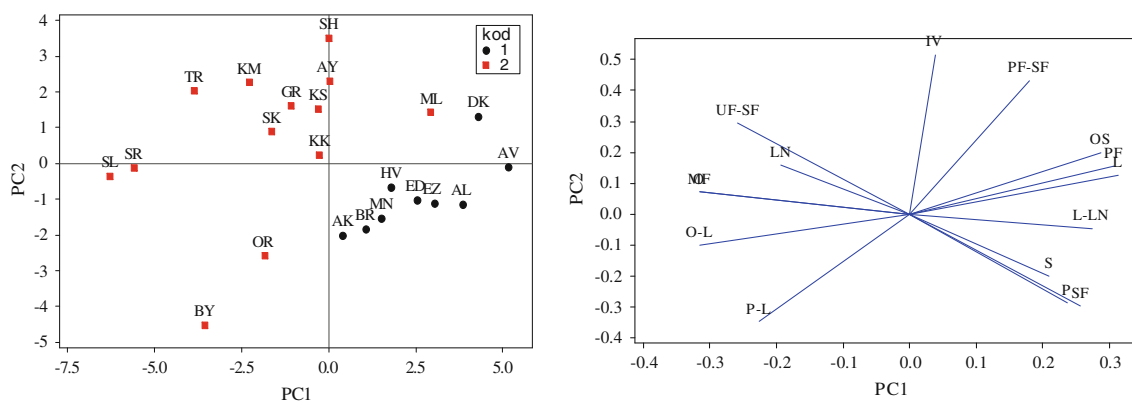 4
SH
kod
1
2
3
KM
AY
TR
2
GR
KS
ML
DK
1
SK
KK
SL
SR
AV
0
HV
ED
EZ
AL
-1
MN
BR
AK
-2
OR
-3
BY
-4
-5
-7.5 -5.0 -2.5 0.0 2.5 5.0
PC1
PC2
IV
0.5
PF-SF
0.4
UF-SF
0.3
OS
0.2
LN
PF
L
0.1
0.0
L-LN
-0.1
O-L
S
-0.2
P
SF
-0.3
P-L
-0.4
-0.4 -0.3 -0.2 -0.1 0.0 0.1 0.2 0.3
PC1
PC2